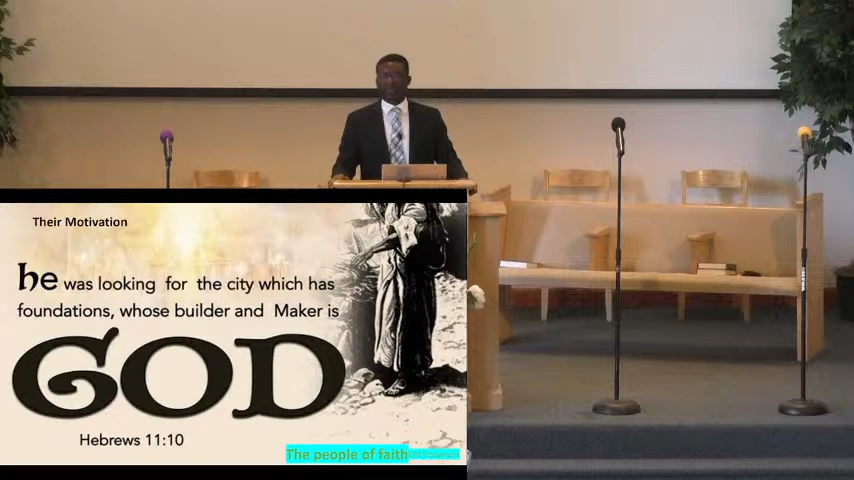 Their Motivation
he was looking for the city which has
foundations, whose builder and Maker is
GOD
Hebrews 11:10
The people of faith